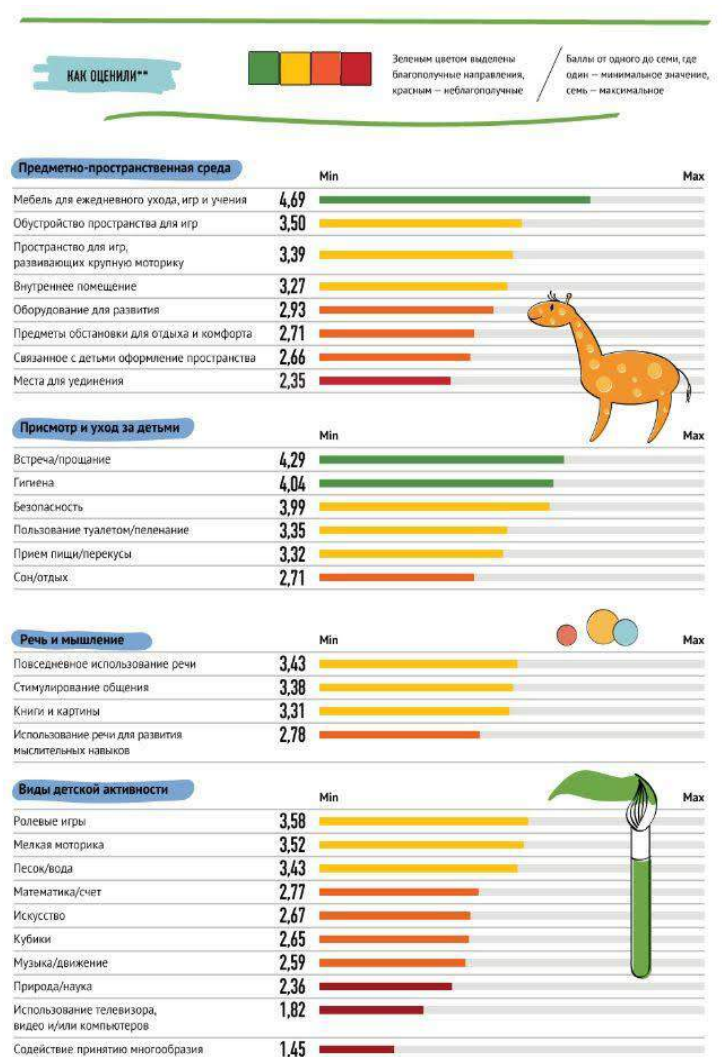 КАК ОЦЕНИЛИ**
Зеленым цветом выделены
благополучные направления,
красным — неблагополучные
Баллы от одного до семи, где
один — минимальное значение,
семь — максимальное
Предметно-пространственная среда
Min Max
Мебель для ежедневного ухода, игр и учения 4,69
Обустройство пространства для игр 3,50
Пространство для игр,
развивающих крупную моторику 3,39
Внутреннее помещение 3,27
Оборудование для развития 2,93
Предметы обстановки для отдыха и комфорта 2,71
Связанное с детьми оформление пространства 2,66
Места для уединения 2,35
Присмотр и уход за детьми
Min Max
Встреча/прощание 4,29
Гигиена 4,04
Безопасность 3,99
Пользование туалетом/пеленание 3,35
Прием пищи/перекусы 3,32
Сон/отдых 2,71
Речь и мышление
Min Max
Повседневное использование речи 3,43
Стимулирование общения 3,38
Книги и картины 3,31
Использование речи для развития
мыслительных навыков 2,78
Виды детской активности
Min Max
Ролевые игры 3,58
Мелкая моторика 3,52
Песок/вода 3,43
Математика/счет 2,77
Искусство 2,67
Кубики 2,65
Музыка/движение 2,59
Природа/наука 2,36
Использование телевизора,
видео и/или компьютеров 1,82
Содействие принятию многообразия 1,45